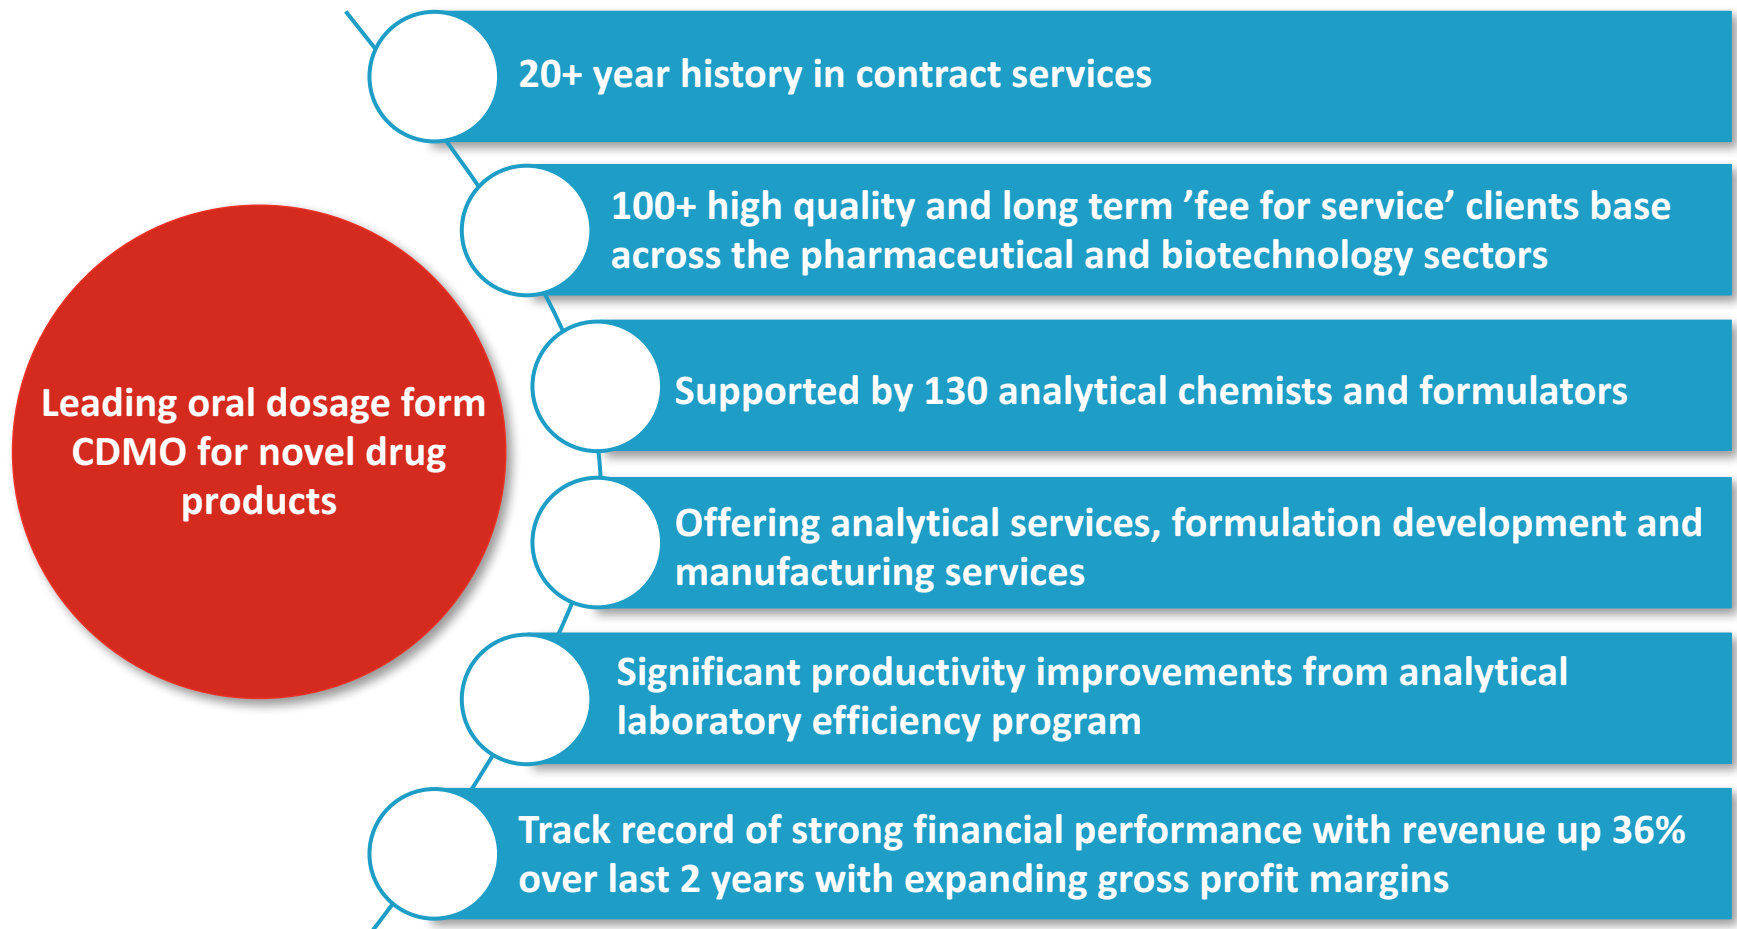 20+ year history in contract services
100+ high quality and long term ’fee for service’ clients base
across the pharmaceutical and biotechnology sectors
Leading oral dosage form
CDMO for novel drug
products
Supported by 130 analytical chemists and formulators
Offering analytical services, formulation development and
manufacturing services
Significant productivity improvements from analytical
laboratory efficiency program
Track record of strong financial performance with revenue up 36%
over last 2 years with expanding gross profit margins